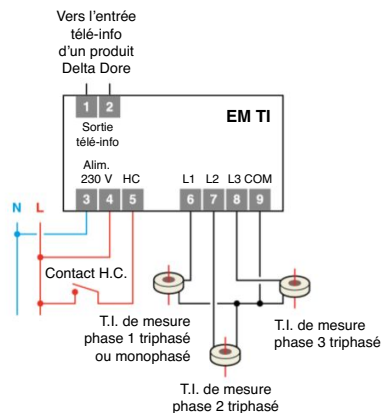 Vers l'entrée
télé-info
d'un produit
Delta Dore
1 2
EM TI
Sortie
télé-info
Alim.
230 V HC L1 L2 L3 COM
3 4 5 6 7 8 9
N L
Contact H.C.
T.I. de mesure
phase 1 triphasé
ou monophasé
T.I. de mesure
phase 3 triphasé
T.I. de mesure
phase 2 triphasé